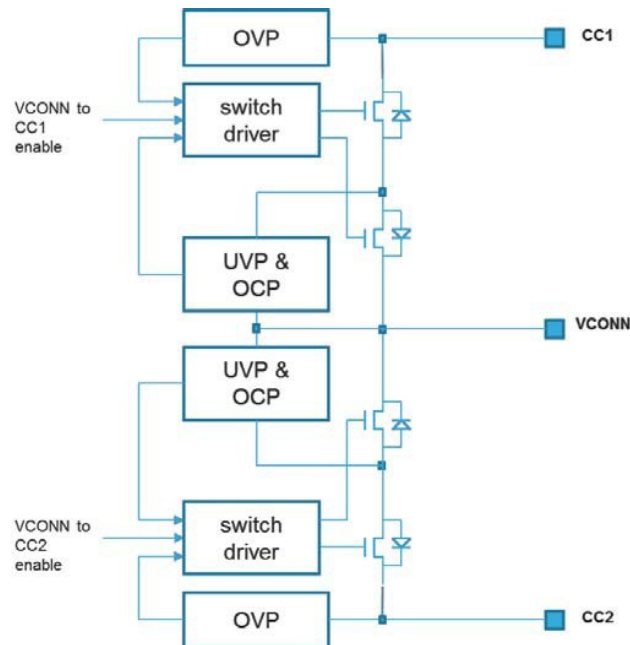 OVP
CC1
VCONN to
CC1
enable
switch
driver
UVP &
OCP
VCONN
UVP &
OCP
VCONN to
CC2
enable
switch
driver
OVP
CC2